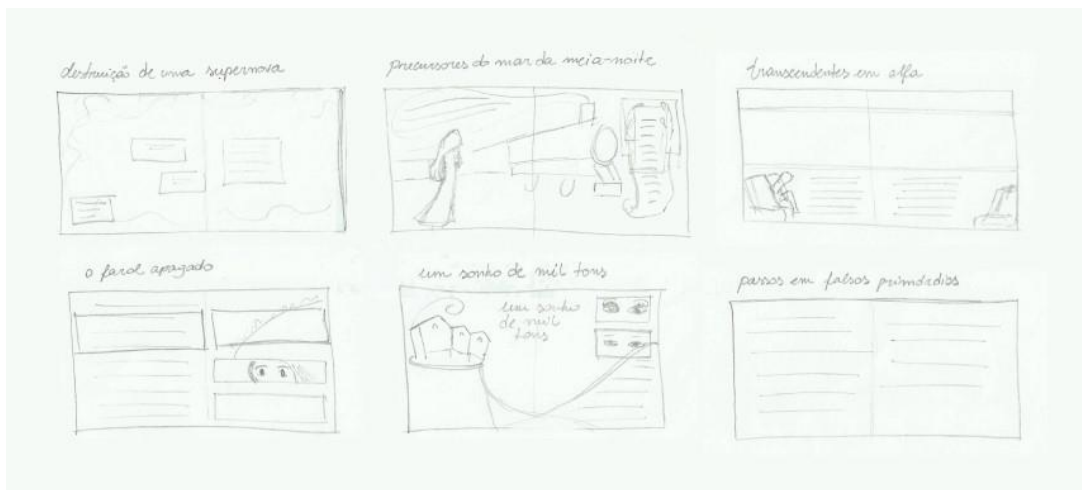 destruição de uma supernova
precursores do mar da meia-noite
transcendentes em alfa
o farol apagado
um sonho de mil tons
um sonho
de mil
tons
passos em falsos primórdios